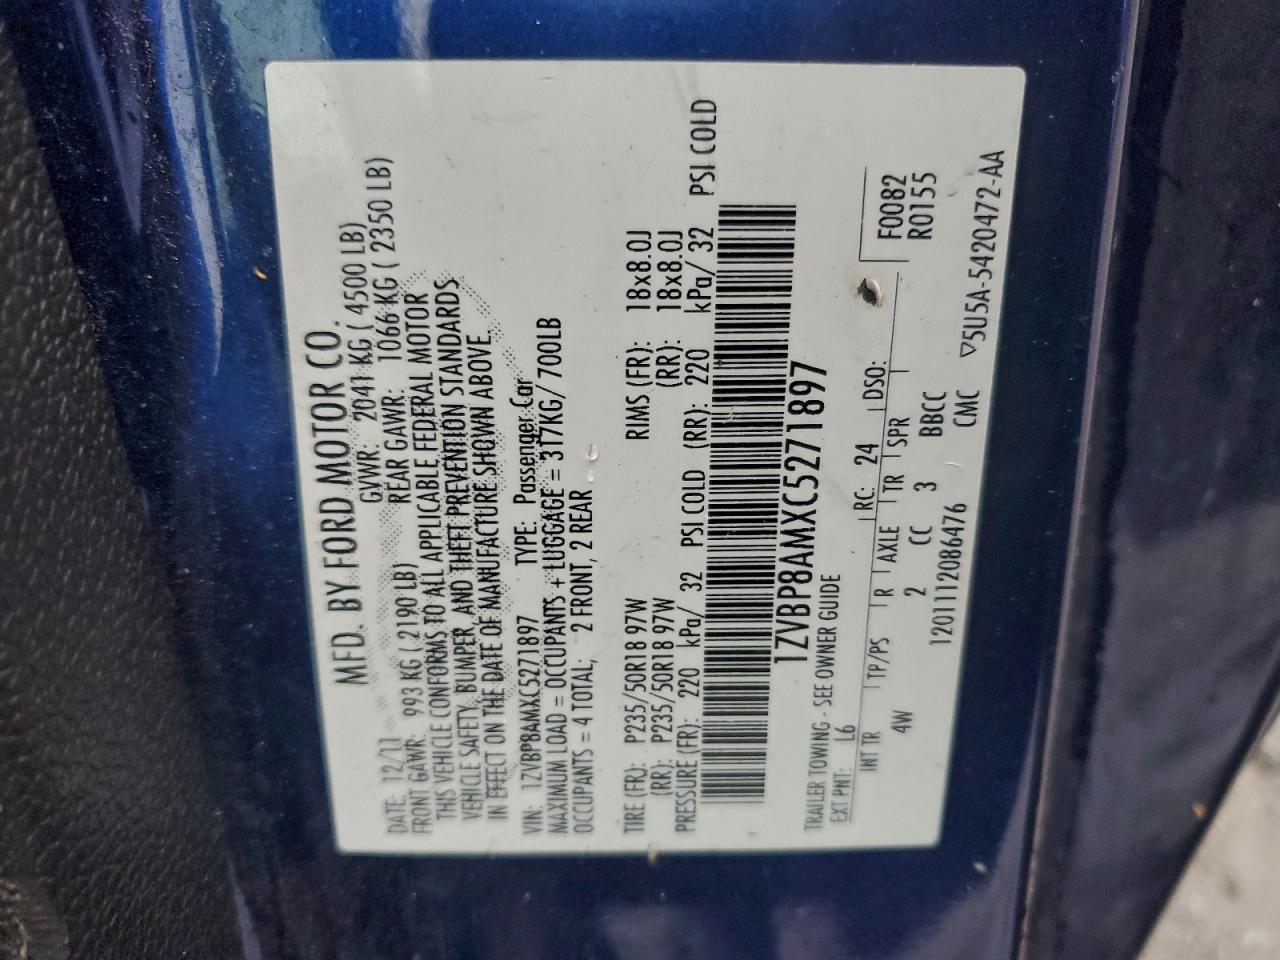 MFD. BY FORD MOTOR CO.
DATE: 12/11 GVWR: 2041 KG ( 4500 LB)
FRONT GAWR: 993 KG ( 2190 LB) REAR GAWR: 1066 KG ( 2350 LB)
THIS VEHICLE CONFORMS TO ALL APPLICABLE FEDERAL MOTOR
VEHICLE SAFETY, BUMPER, AND THEFT PREVENTION STANDARDS
IN EFFECT ON THE DATE OF MANUFACTURE SHOWN ABOVE.
VIN: 1ZVBP8AMXC5271897 TYPE: Passenger Car
MAXIMUM LOAD = OCCUPANTS + LUGGAGE = 317KG/ 700LB
OCCUPANTS = 4 TOTAL; 2 FRONT, 2 REAR
TIRE (FR): P235/50R18 97W RIMS (FR): 18x8.0J
(RR): P235/50R18 97W (RR): 18x8.0J
PRESSURE (FR): 220 kPa/ 32 PSI COLD (RR): 220 kPa/ 32 PSI COLD
1ZVBP8AMXC5271897
TRAILER TOWING - SEE OWNER GUIDE
EXT PNT: L6 RC: 24 DSO:
INT TR TP/PS R AXLE TR SPR
4W 2 CC 3 BBCC
F0082
R0155
1201112086476 CMC
▽5U5A-5420472-AA